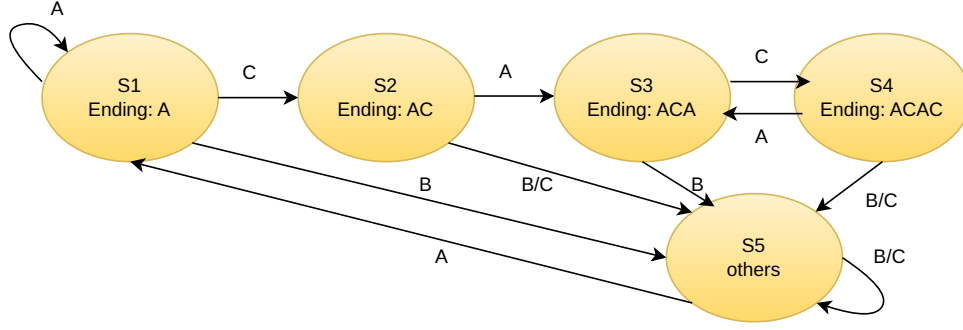 A
S1
Ending: A
C
S2
Ending: AC
A
S3
Ending: ACA
C
A
S4
Ending: ACAC
B
B/C
B
B/C
A
S5
others
B/C